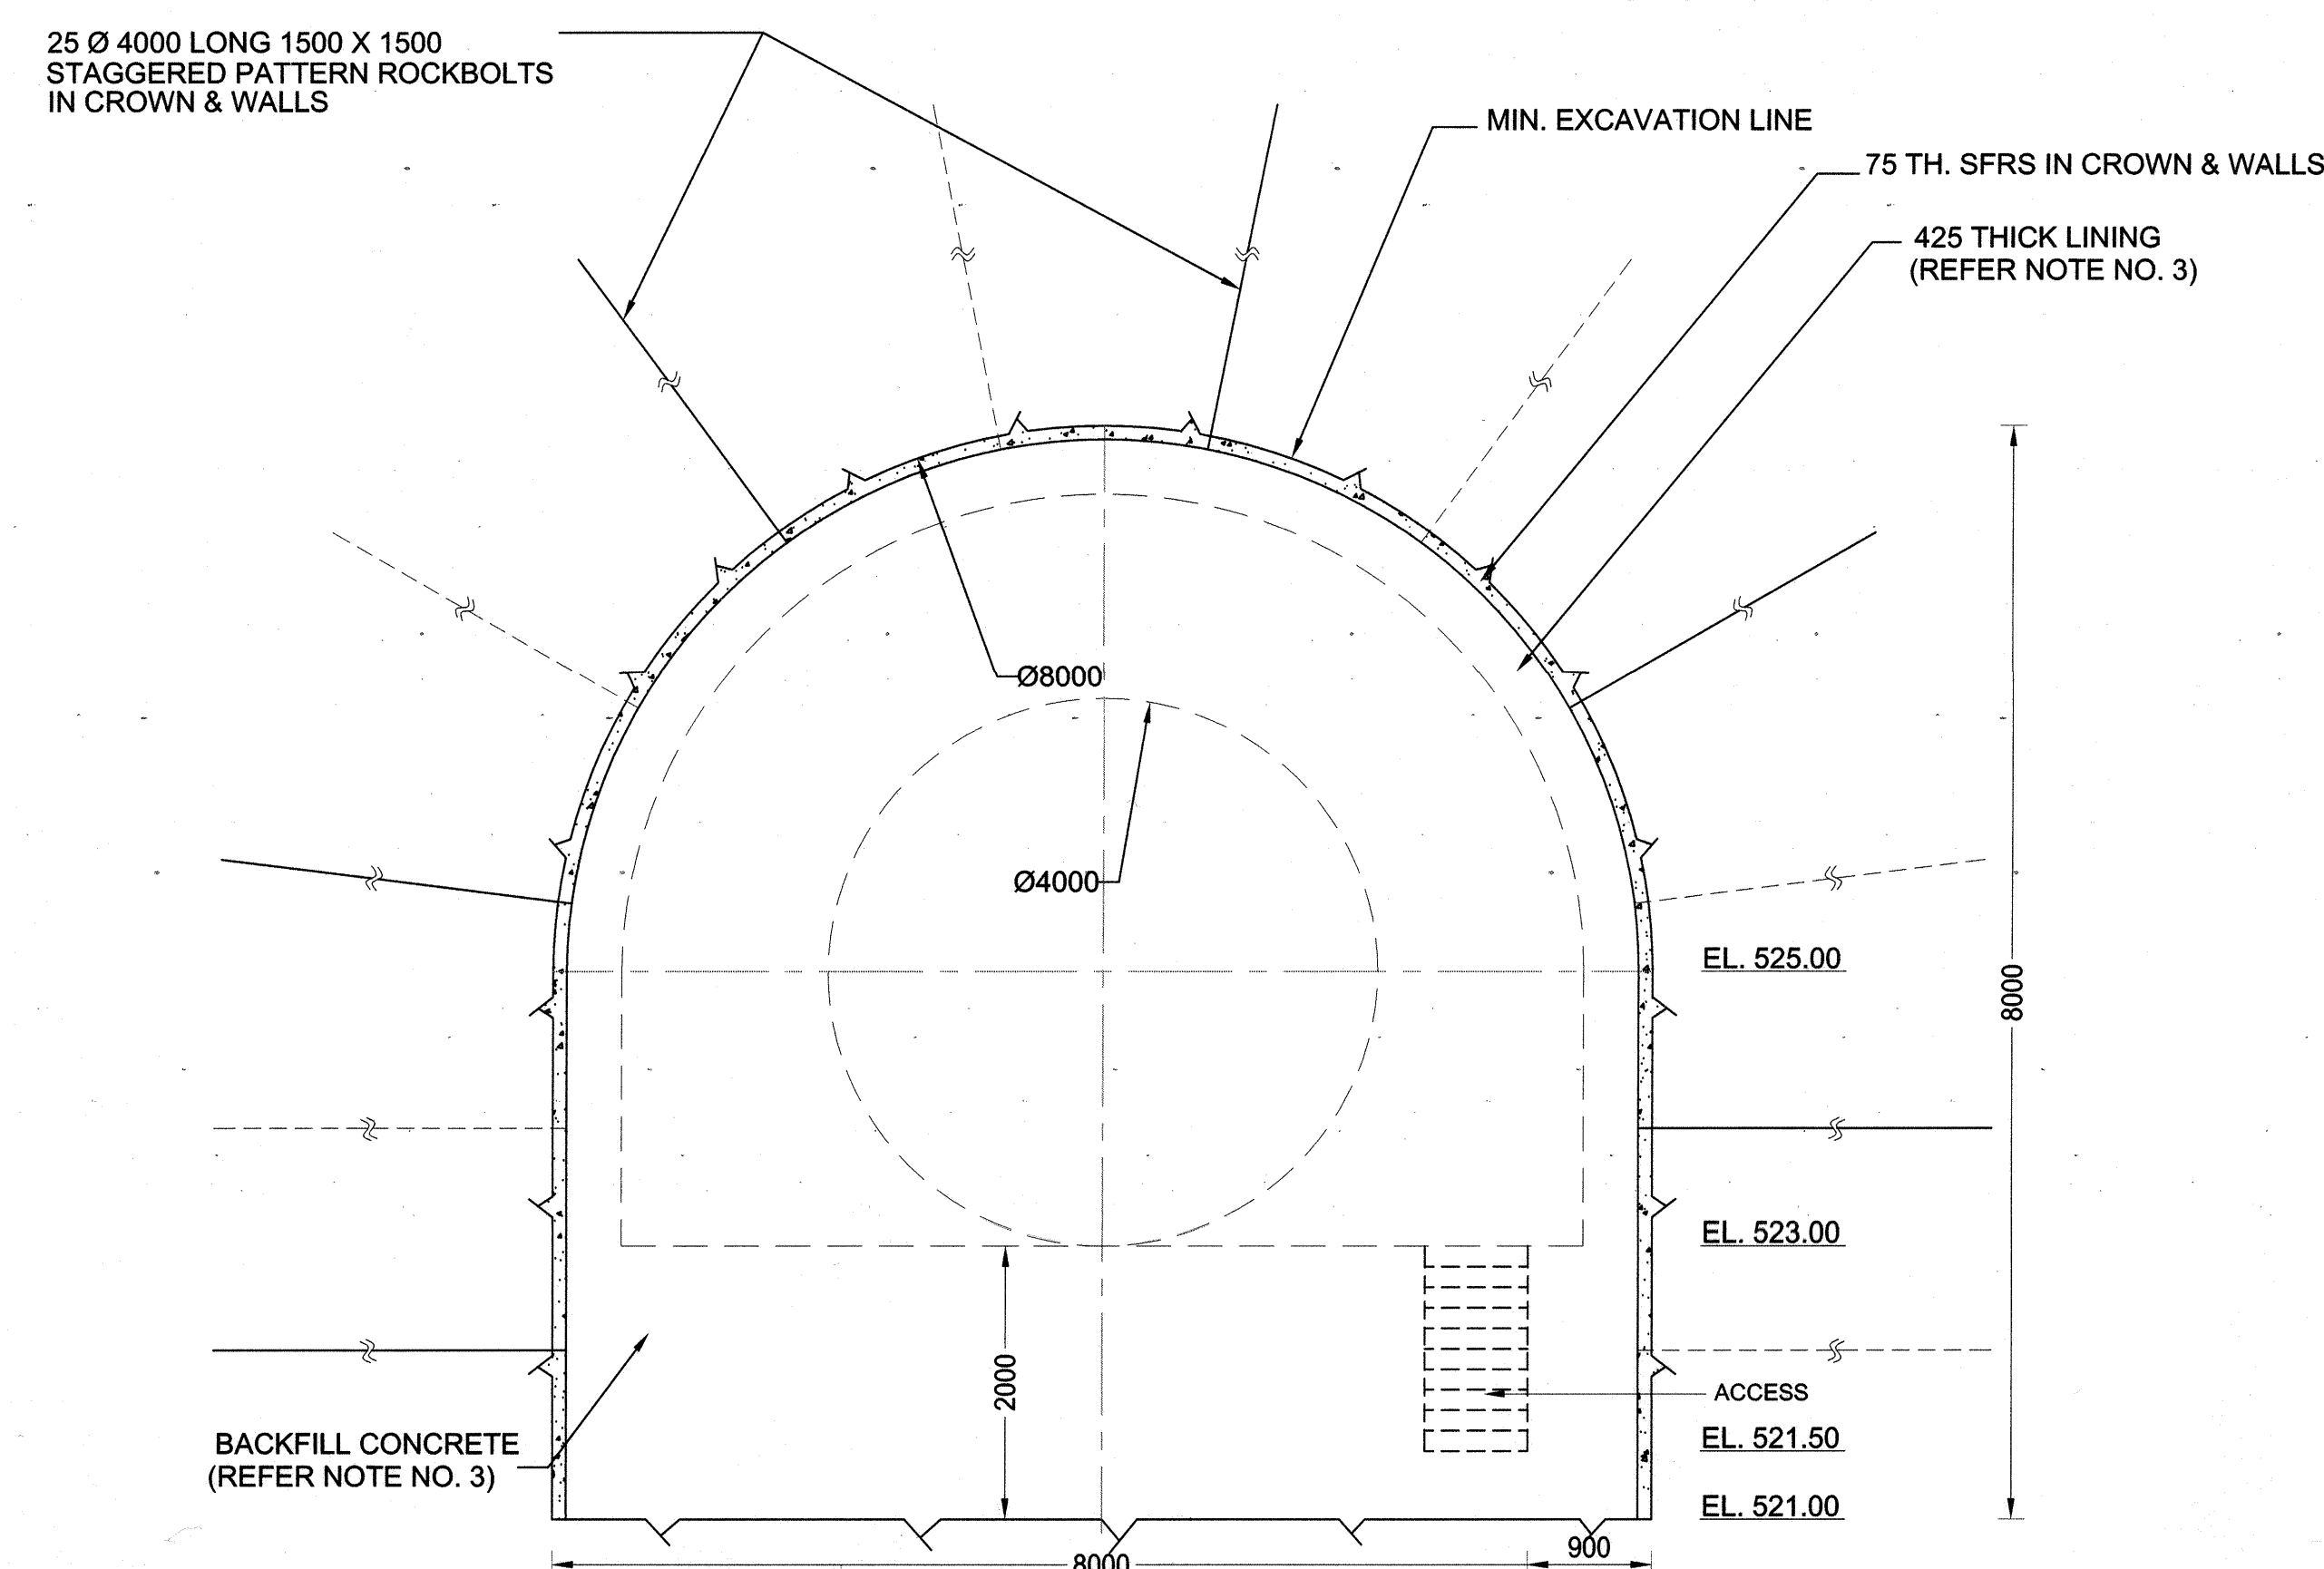 25 Ø 4000 LONG 1500 X 1500
STAGGERED PATTERN ROCKBOLTS
IN CROWN & WALLS
MIN. EXCAVATION LINE
75 TH. SFRS IN CROWN & WALLS
425 THICK LINING
(REFER NOTE NO. 3)
Ø8000
Ø4000
EL. 525.00
8000
EL. 523.00
2000
ACCESS
BACKFILL CONCRETE
(REFER NOTE NO. 3)
EL. 521.50
EL. 521.00
8000
900